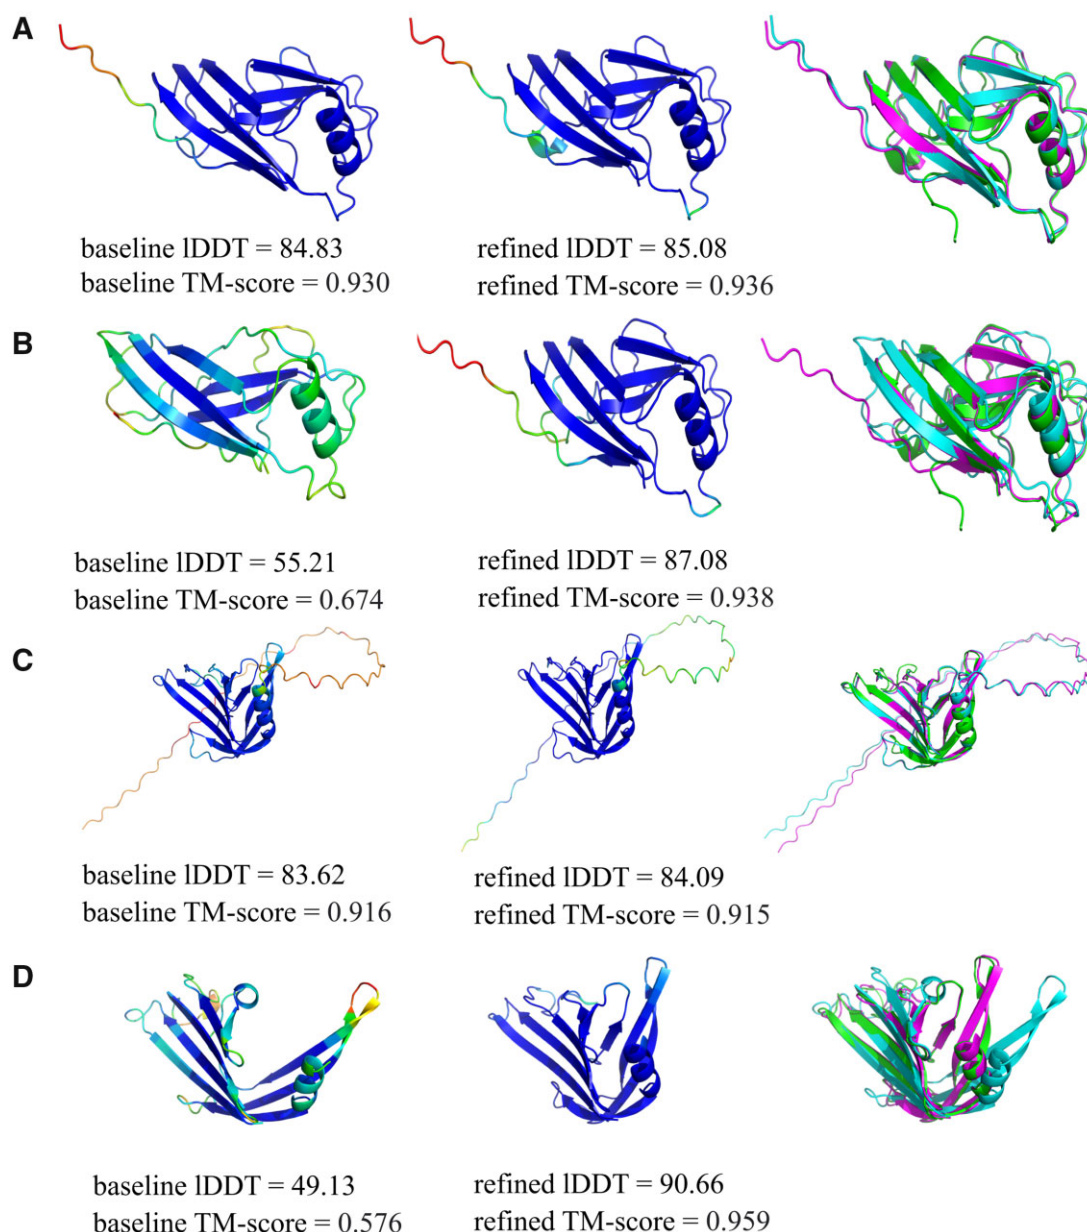 A
baseline lDDT = 84.83
baseline TM-score = 0.930
refined lDDT = 85.08
refined TM-score = 0.936
B
baseline lDDT = 55.21
baseline TM-score = 0.674
refined lDDT = 87.08
refined TM-score = 0.938
C
baseline lDDT = 83.62
baseline TM-score = 0.916
refined lDDT = 84.09
refined TM-score = 0.915
D
baseline lDDT = 49.13
baseline TM-score = 0.576
refined lDDT = 90.66
refined TM-score = 0.959